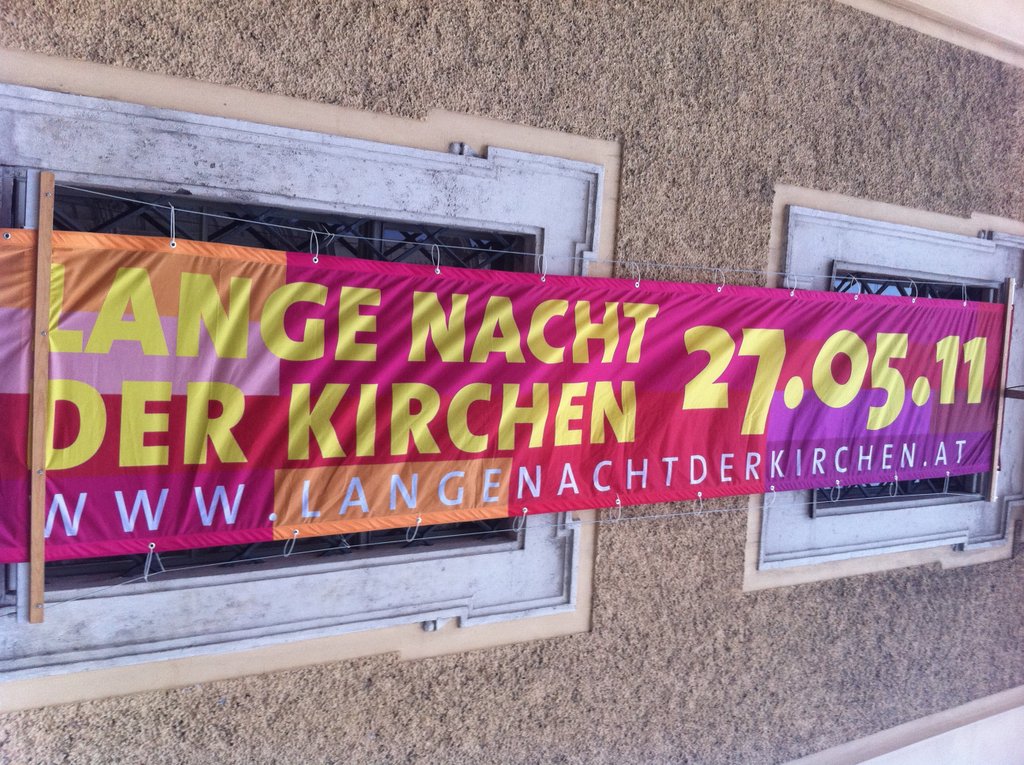 LANGE NACHT
DER KIRCHEN
27.05.11
WWW.LANGENACHTDERKIRCHEN.AT